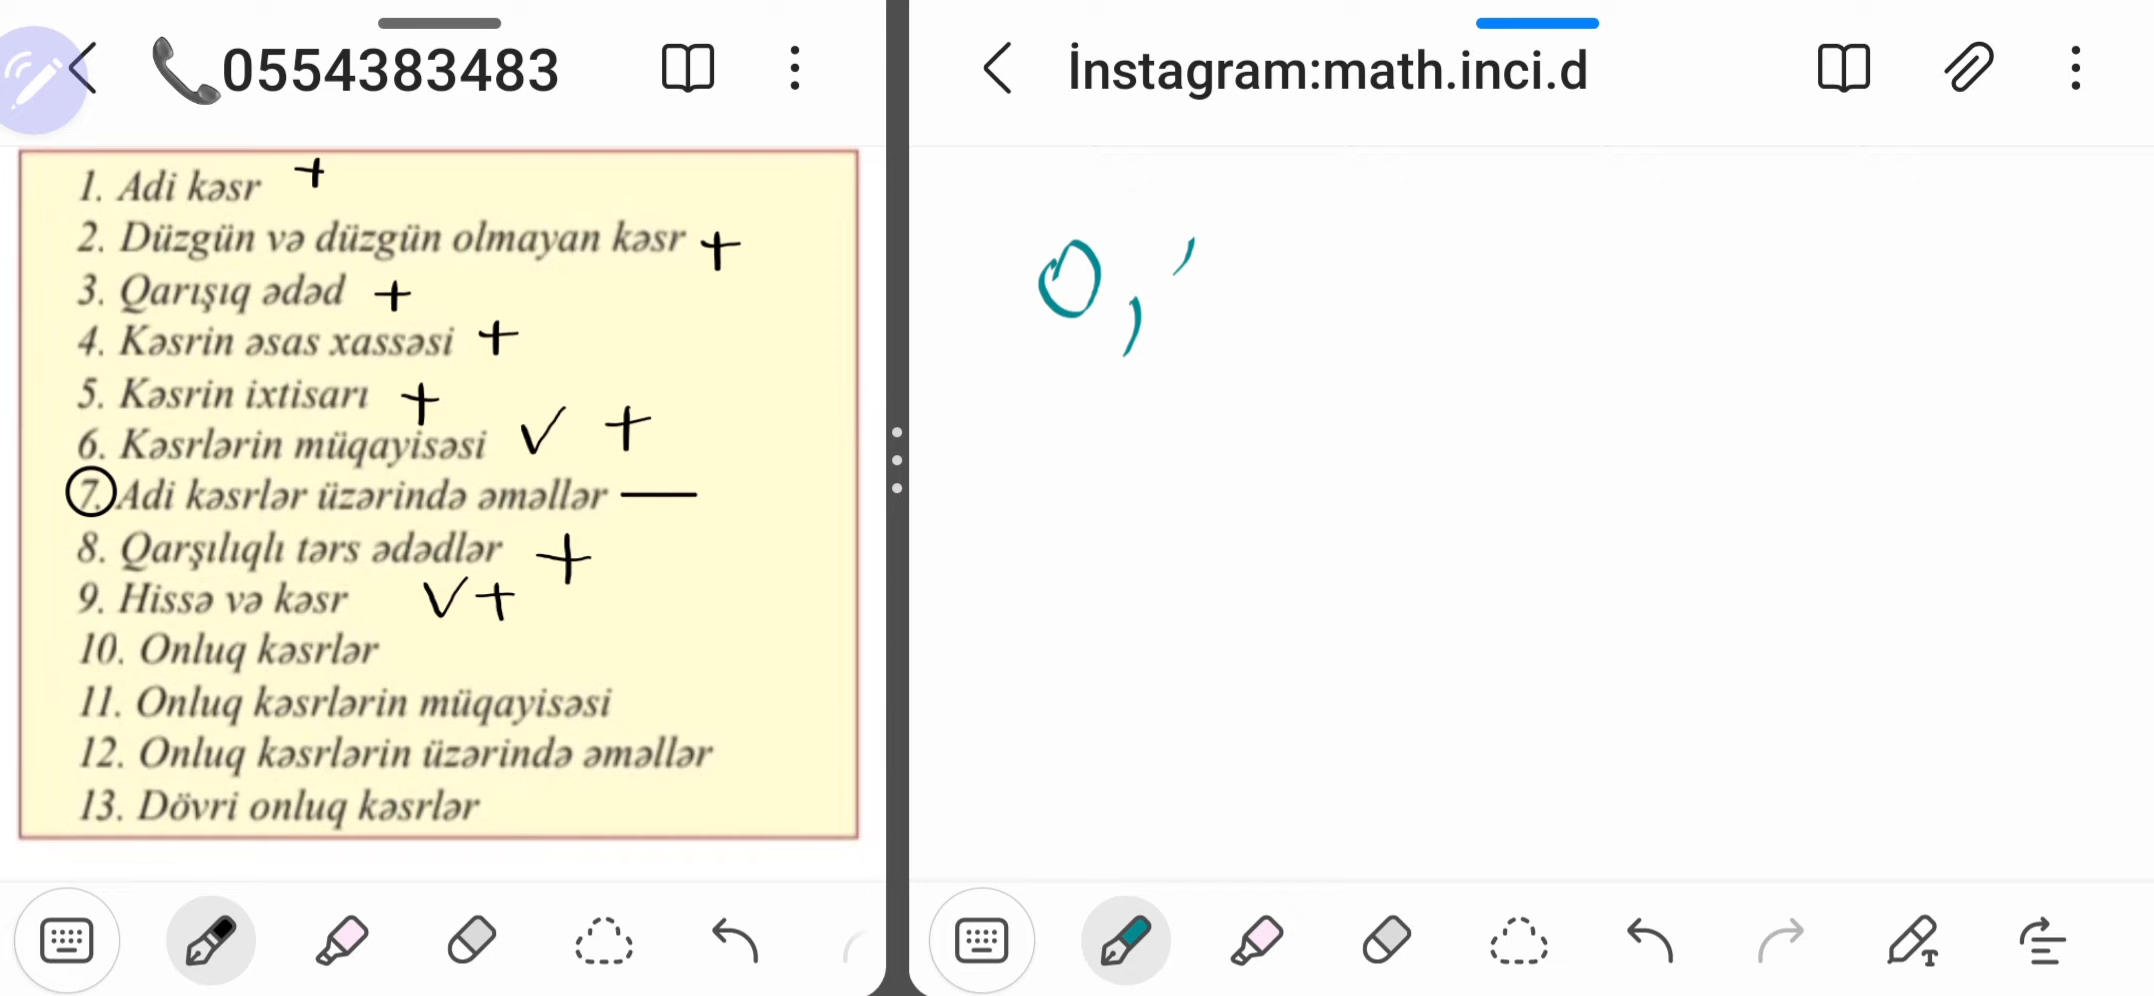 0554383483
İnstagram:math.inci.d
1. Adi kəsr +
2. Düzgün və düzgün olmayan kəsr +
3. Qarışıq ədəd +
4. Kəsrin əsas xassəsi +
5. Kəsrin ixtisarı +
6. Kəsrlərin müqayisəsi ✓ +
7. Adi kəsrlər üzərində əməllər —
8. Qarşılıqlı tərs ədədlər +
9. Hissə və kəsr ✓ +
10. Onluq kəsrlər
11. Onluq kəsrlərin müqayisəsi
12. Onluq kəsrlərin üzərində əməllər
13. Dövri onluq kəsrlər
0,